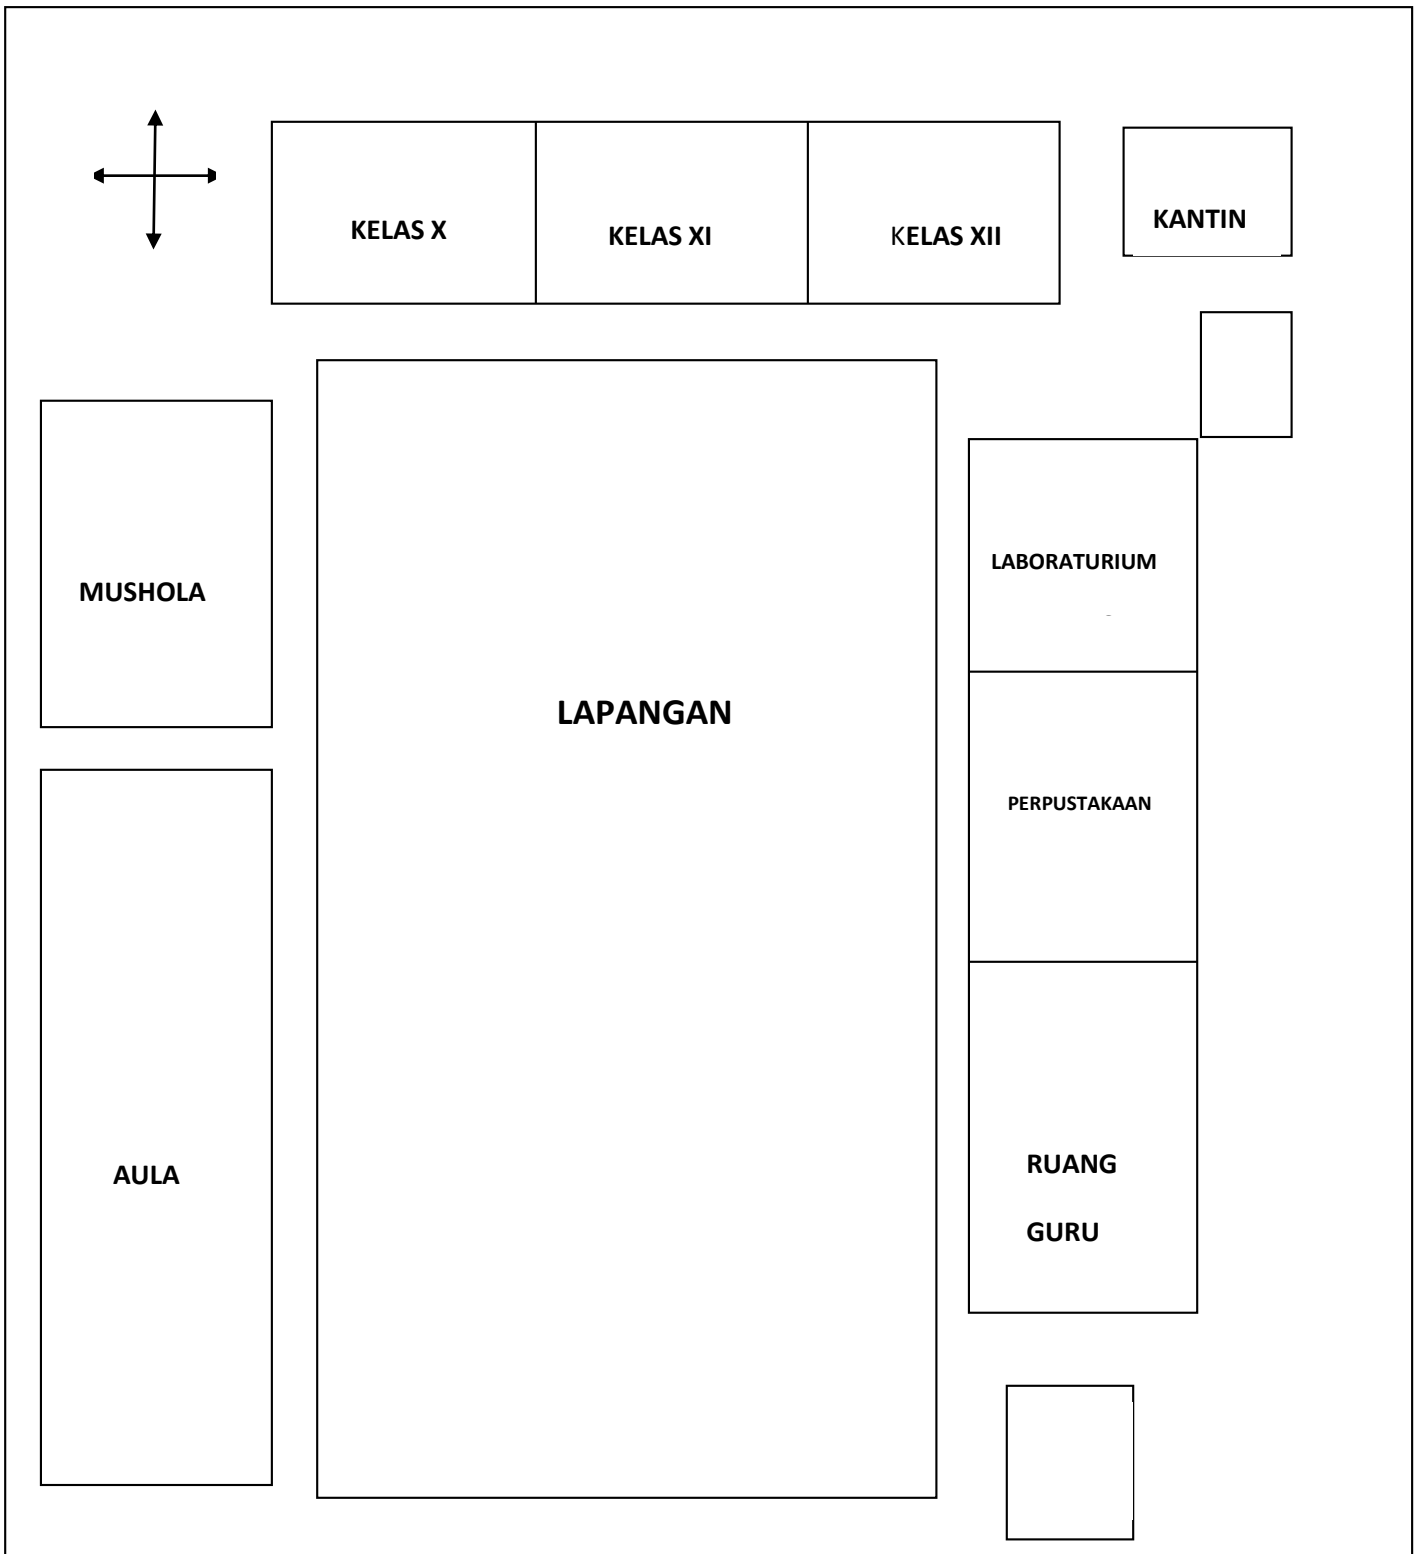 KELAS X
KELAS XI
KELAS XII
KANTIN
MUSHOLA
LABORATURIUM
LAPANGAN
PERPUSTAKAAN
AULA
RUANG
GURU